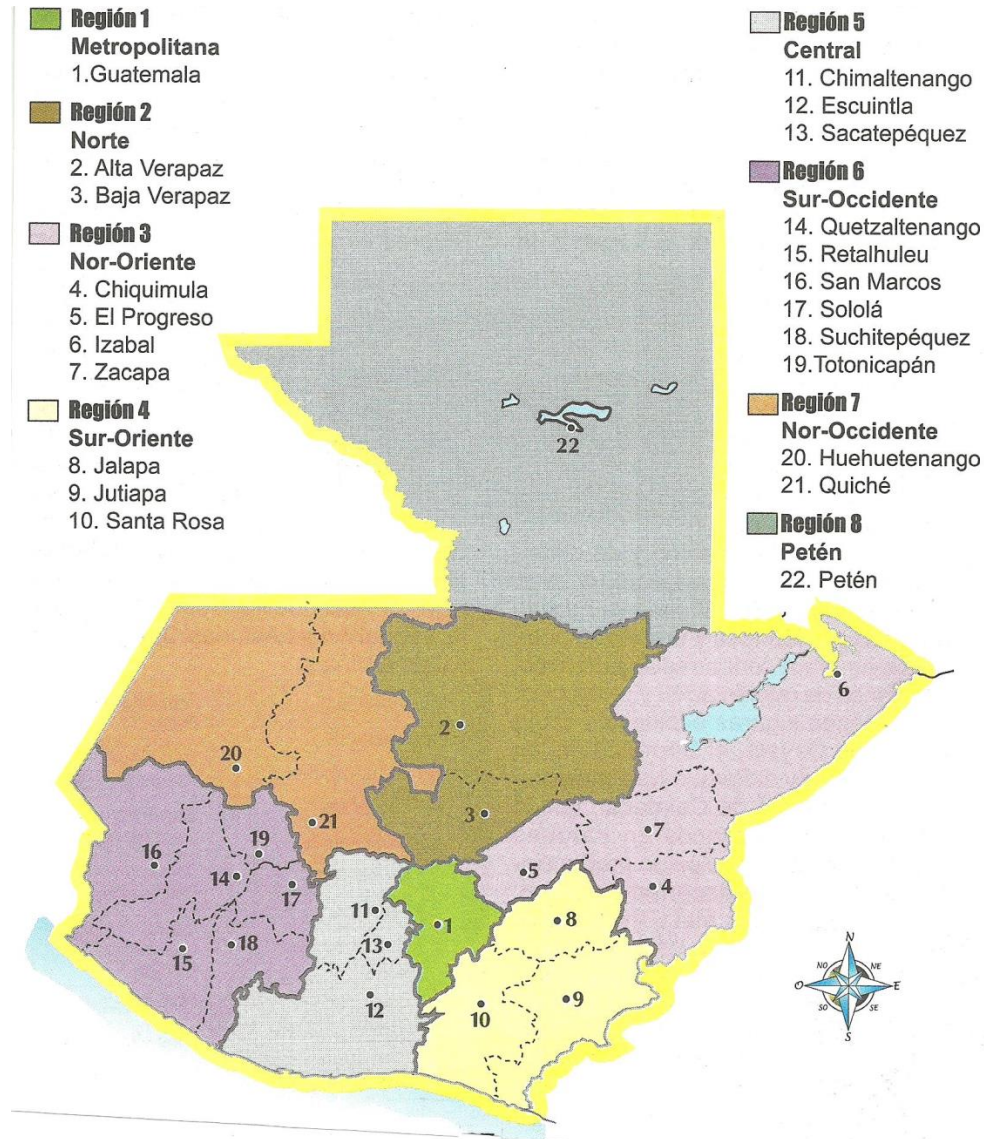 Región 1
Metropolitana
1.Guatemala
Región 2
Norte
2. Alta Verapaz
3. Baja Verapaz
Región 3
Nor-Oriente
4. Chiquimula
5. El Progreso
6. Izabal
7. Zacapa
Región 4
Sur-Oriente
8. Jalapa
9. Jutiapa
10. Santa Rosa
Región 5
Central
11. Chimaltenango
12. Escuintla
13. Sacatepéquez
Región 6
Sur-Occidente
14. Quetzaltenango
15. Retalhuleu
16. San Marcos
17. Sololá
18. Suchitepéquez
19.Totonicapán
Región 7
Nor-Occidente
20. Huehuetenango
21. Quiché
Región 8
Petén
22. Petén
22
6
2
20
3
21
7
19
16
14
5
17
4
11
8
1
13
18
15
12
9
10
N
NO NE
O E
SO SE
S